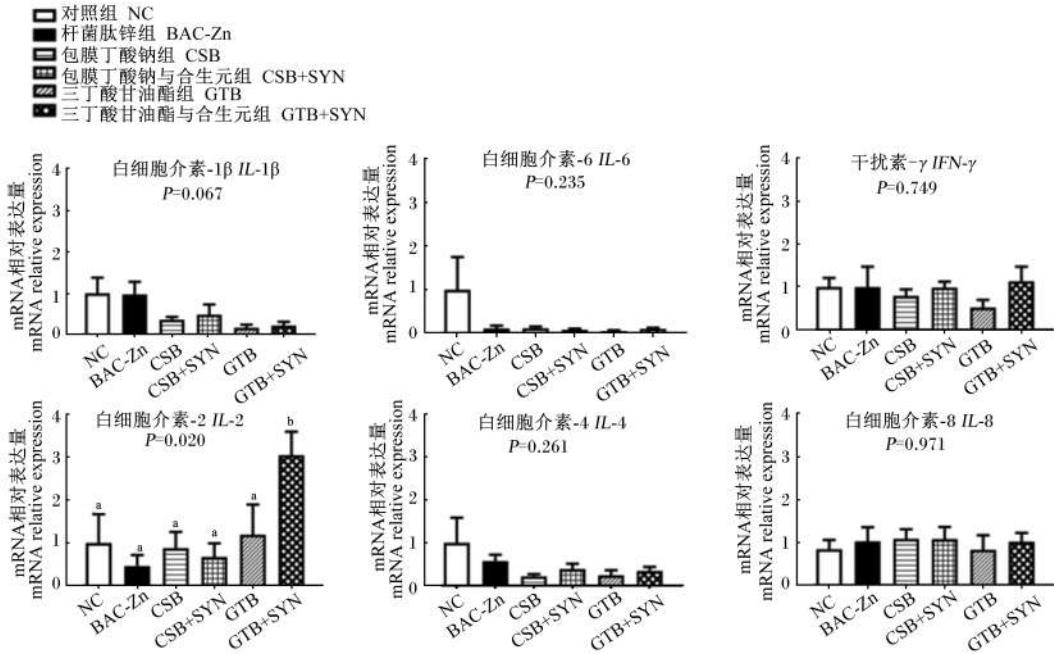 对照组 NC
杆菌肽锌组 BAC-Zn
包膜丁酸钠组 CSB
包膜丁酸钠与合生元组 CSB+SYN
三丁酸甘油酯组 GTB
三丁酸甘油酯与合生元组 GTB+SYN
白细胞介素-1β IL-1β
P=0.067
mRNA相对表达量
mRNA relative expression
4
3
2
1
0
NC
BAC-Zn
CSB
CSB+SYN
GTB
GTB+SYN
白细胞介素-6 IL-6
P=0.235
mRNA相对表达量
mRNA relative expression
4
3
2
1
0
NC
BAC-Zn
CSB
CSB+SYN
GTB
GTB+SYN
干扰素-γ IFN-γ
P=0.749
mRNA相对表达量
mRNA relative expression
4
3
2
1
0
NC
BAC-Zn
CSB
CSB+SYN
GTB
GTB+SYN
白细胞介素-2 IL-2
P=0.020
mRNA相对表达量
mRNA relative expression
4
3
2
1
0
a
a
a
a
a
b
NC
BAC-Zn
CSB
CSB+SYN
GTB
GTB+SYN
白细胞介素-4 IL-4
P=0.261
mRNA相对表达量
mRNA relative expression
4
3
2
1
0
NC
BAC-Zn
CSB
CSB+SYN
GTB
GTB+SYN
白细胞介素-8 IL-8
P=0.971
mRNA相对表达量
mRNA relative expression
4
3
2
1
0
NC
BAC-Zn
CSB
CSB+SYN
GTB
GTB+SYN